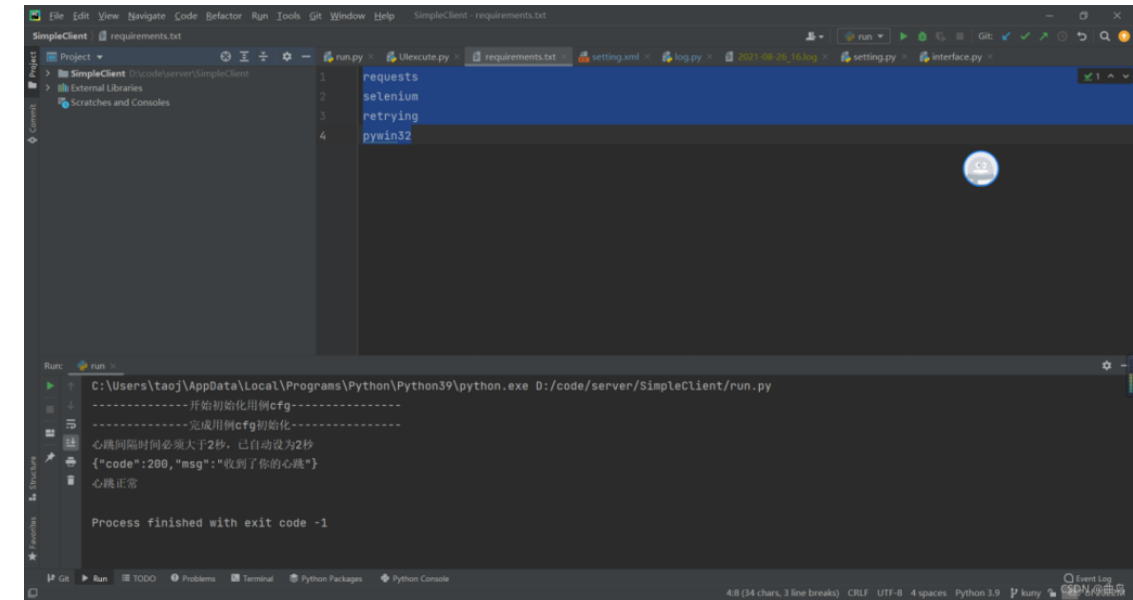 File Edit View Navigate Code Refactor Run Tools Git Window Help SimpleClient - requirements.txt
SimpleClient requirements.txt
run
Git:
Project
run.py
UIexcute.py
requirements.txt
setting.xml
log.py
2021-08-26_16.log
setting.py
interface.py
Project
Commit
SimpleClient D:\code\server\SimpleClient
External Libraries
Scratches and Consoles
1 requests
2 selenium
3 retrying
4 pywin32
1
Run: run
C:\Users\taoj\AppData\Local\Programs\Python\Python39\python.exe D:/code/server/SimpleClient/run.py
--------------开始初始化用例cfg----------------
--------------完成用例cfg初始化----------------
心跳间隔时间必须大于2秒，已自动设为2秒
{"code":200,"msg":"收到了你的心跳"}
心跳正常
Process finished with exit code -1
Structure
Favorites
Git Run TODO Problems Terminal Python Packages Python Console
Event Log
4:8 (34 chars, 3 line breaks) CRLF UTF-8 4 spaces Python 3.9 kuny